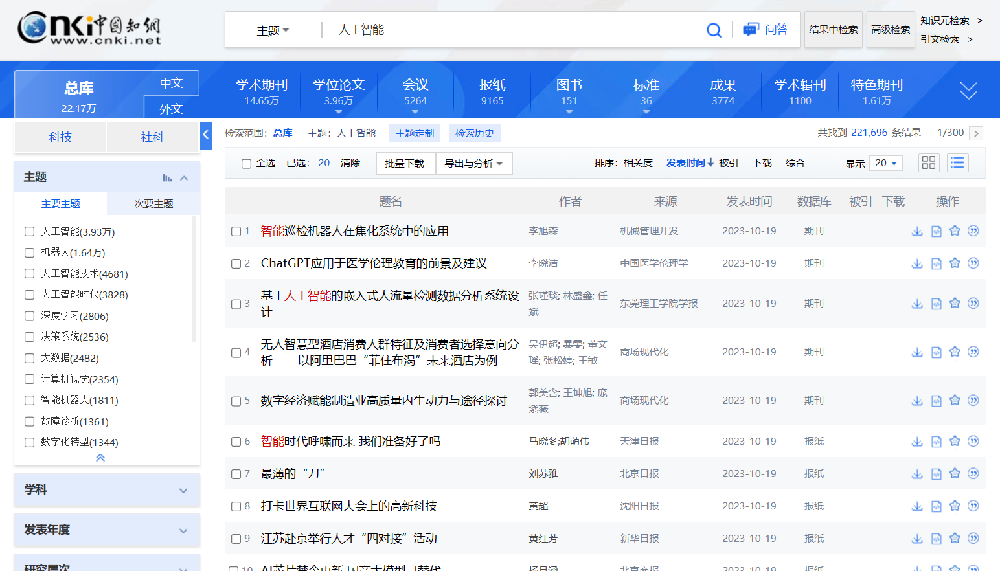 Cnki中国知網
www.cnki.net
主题
人工智能
问答
结果中检索
高级检索
知识元检索 >
引文检索 >
总库
22.17万
中文
外文
学术期刊
14.65万
学位论文
3.96万
会议
5264
报纸
9165
图书
151
标准
36
成果
3774
学术辑刊
1100
特色期刊
1.61万
科技
社科
检索范围：总库 主题：人工智能 主题定制 检索历史
共找到 221,696 条结果 1/300
全选 已选：20 清除 批量下载 导出与分析
排序：相关度 发表时间↓ 被引 下载 综合 显示 20
主题
主要主题
次要主题
人工智能(3.93万)
机器人(1.64万)
人工智能技术(4681)
人工智能时代(3828)
深度学习(2806)
决策系统(2536)
大数据(2482)
计算机视觉(2354)
智能机器人(1811)
故障诊断(1361)
数字化转型(1344)
学科
发表年度
研究层次
题名 作者 来源 发表时间 数据库 被引 下载 操作
1 智能巡检机器人在焦化系统中的应用 李旭森 机械管理开发 2023-10-19 期刊
2 ChatGPT应用于医学伦理教育的前景及建议 李晓洁 中国医学伦理学 2023-10-19 期刊
3 基于人工智能的嵌入式人流量检测数据分析系统设
计
张瑾琰; 林盛鑫; 任
斌
东莞理工学院学报 2023-10-19 期刊
4 无人智慧型酒店消费人群特征及消费者选择意向分
析——以阿里巴巴“菲住布渴”未来酒店为例
吴伊超; 暴雯; 董文
瑶; 张松婷; 王敏
商场现代化 2023-10-19 期刊
5 数字经济赋能制造业高质量内生动力与途径探讨
郭美含; 王坤旭; 庞
紫薇
商场现代化 2023-10-19 期刊
6 智能时代呼啸而来 我们准备好了吗 马晓冬;胡萌伟 天津日报 2023-10-19 报纸
7 最薄的“刀” 刘苏雅 北京日报 2023-10-19 报纸
8 打卡世界互联网大会上的高新科技 黄超 沈阳日报 2023-10-19 报纸
9 江苏赴京举行人才“四对接”活动 黄红芳 新华日报 2023-10-19 报纸
10 AI芯片禁令更新 国产大模型寻替代 杨月涵 北京商报 2023-10-19 报纸